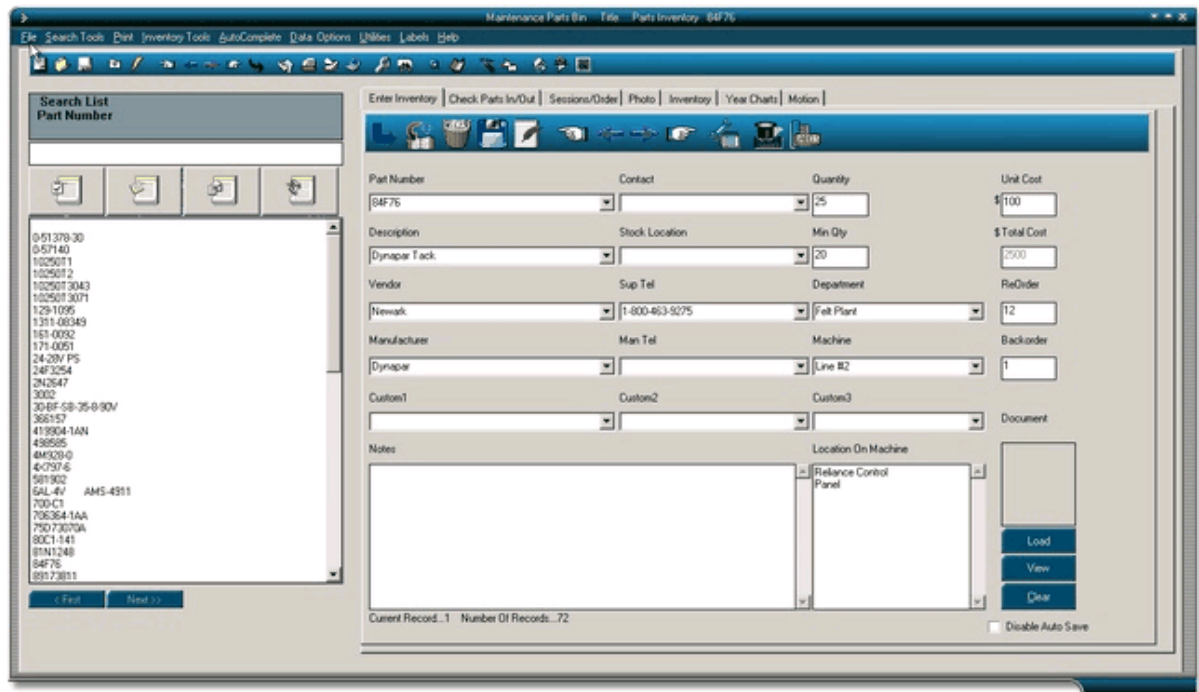 Maintenance Parts Bin Title...Parts Inventory 84F76
File Search Tools Print Inventory Tools AutoComplete Data Options Utilities Labels Help
Search List
Part Number
0-51378-30
0-57140
10250T1
10250T2
10250T3043
10250T3071
129-1095
1311-08349
161-0092
171-0051
24-28V PS
24F3254
2N2647
3002
30-BF-SB-35-8-90V
366157
419904-1AN
498585
4M928-0
4X797-6
581902
6AL-4V AMS-4911
700-C1
706364-1AA
75D73070A
80C1-141
81N1248
84F76
89173811
< First Next >>
Enter Inventory Check Parts In/Out Sessions/Order Photo Inventory Year Charts Motion
Part Number Contact Quantity Unit Cost
84F76 25 $ 100
Description Stock Location Min Qty $ Total Cost
Dynapar Tack 20 2500
Vendor Sup Tel Department ReOrder
Newark 1-800-463-9275 Felt Plant 12
Manufacturer Man Tel Machine Backorder
Dynapar Line #2 1
Custom1 Custom2 Custom3
Document
Notes Location On Machine
Reliance Control
Panel
Load
View
Clear
Current Record...1 Number Of Records...72
Disable Auto Save